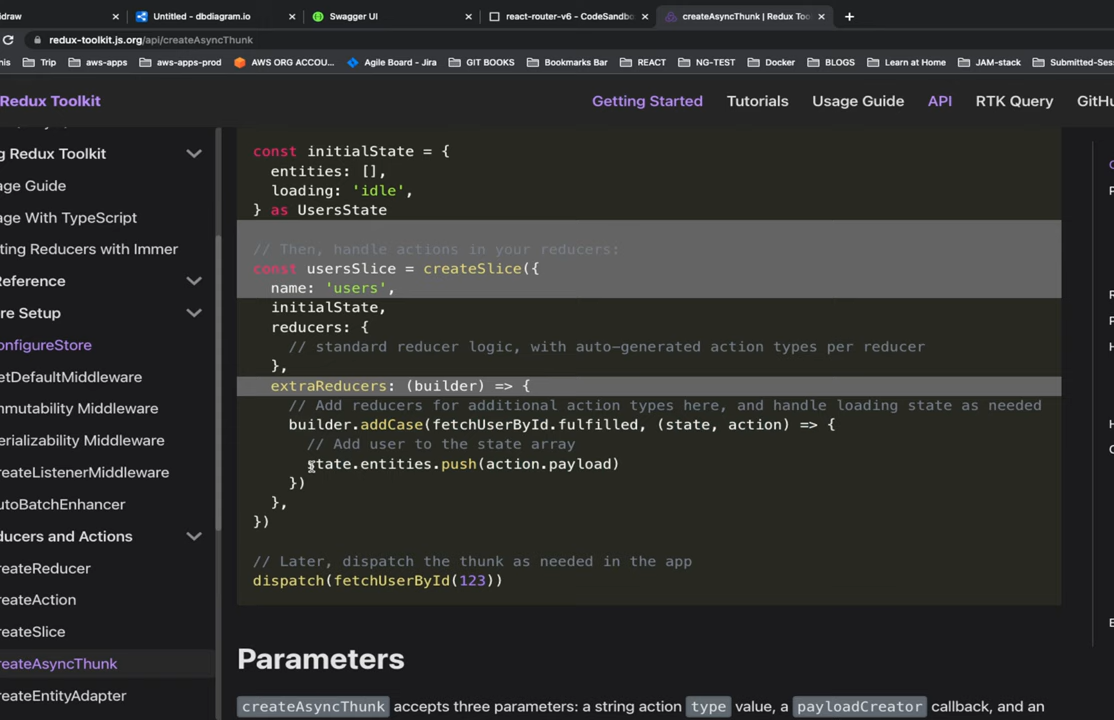 draw
Untitled - dbdiagram.io
Swagger UI
react-router-v6 - CodeSandbo
createAsyncThunk | Redux Too
redux-toolkit.js.org/api/createAsyncThunk
his
Trip
aws-apps
aws-apps-prod
AWS ORG ACCOU...
Agile Board - Jira
GIT BOOKS
Bookmarks Bar
REACT
NG-TEST
Docker
BLOGS
Learn at Home
JAM-stack
Submitted-Ses
Redux Toolkit
Getting Started
Tutorials
Usage Guide
API
RTK Query
GitHu
g Redux Toolkit
age Guide
age With TypeScript
ting Reducers with Immer
Reference
re Setup
onfigureStore
etDefaultMiddleware
mmutability Middleware
erializability Middleware
reateListenerMiddleware
utoBatchEnhancer
ducers and Actions
reateReducer
reateAction
reateSlice
reateAsyncThunk
reateEntityAdapter
const initialState = {
entities: [],
loading: 'idle',
} as UsersState
// Then, handle actions in your reducers:
const usersSlice = createSlice({
name: 'users',
initialState,
reducers: {
// standard reducer logic, with auto-generated action types per reducer
},
extraReducers: (builder) => {
// Add reducers for additional action types here, and handle loading state as needed
builder.addCase(fetchUserById.fulfilled, (state, action) => {
// Add user to the state array
state.entities.push(action.payload)
})
},
})
// Later, dispatch the thunk as needed in the app
dispatch(fetchUserById(123))
Parameters
createAsyncThunk accepts three parameters: a string action type value, a payloadCreator callback, and an